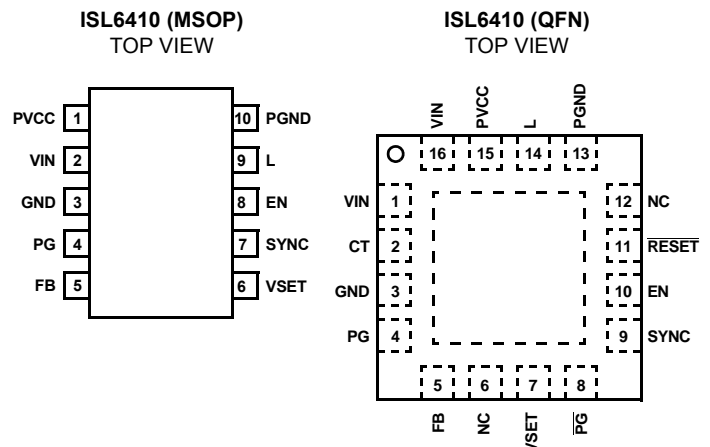 ISL6410 (MSOP)
TOP VIEW
PVCC 1
10 PGND
VIN 2
9 L
GND 3
8 EN
PG 4
7 SYNC
FB 5
6 VSET
ISL6410 (QFN)
TOP VIEW
VIN
PVCC
L
PGND
16 15 14 13
VIN 1
12 NC
CT 2
11 RESET
GND 3
10 EN
PG 4
9 SYNC
5 6 7 8
FB
NC
VSET
PG